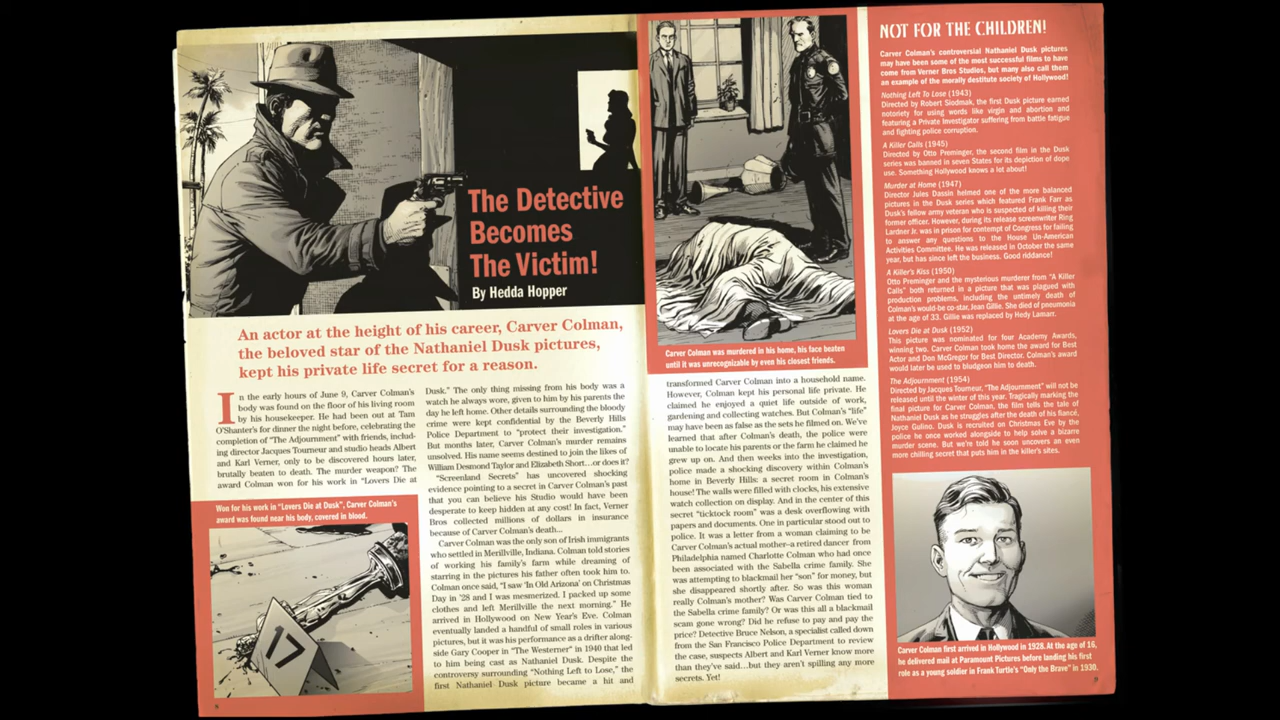 The Detective
Becomes
The Victim!
By Hedda Hopper
An actor at the height of his career, Carver Colman,
the beloved star of the Nathaniel Dusk pictures,
kept his private life secret for a reason.
In the early hours of June 9, Carver Colman's
body was found on the floor of his living room
by his housekeeper. He had been out at Tam
O'Shanter's for dinner the night before, celebrating the
completion of "The Adjournment" with friends, includ-
ing director Jacques Tourneur and studio heads Albert
and Karl Verner, only to be discovered hours later,
brutally beaten to death. The murder weapon? The
award Colman won for his work in "Lovers Die at
Won for his work in "Lovers Die at Dusk", Carver Colman's
award was found near his body, covered in blood.
17
8
Dusk." The only thing missing from his body was a
watch he always wore, given to him by his parents the
day he left home. Other details surrounding the bloody
crime were kept confidential by the Beverly Hills
Police Department to "protect their investigation."
But months later, Carver Colman's murder remains
unsolved. His name seems destined to join the likes of
William Desmond Taylor and Elizabeth Short…or does it?
"Screenland Secrets" has uncovered shocking
evidence pointing to a secret in Carver Colman's past
that you can believe his Studio would have been
desperate to keep hidden at any cost! In fact, Verner
Bros collected millions of dollars in insurance
because of Carver Colman's death...
Carver Colman was the only son of Irish immigrants
who settled in Merillville, Indiana. Colman told stories
of working his family's farm while dreaming of
starring in the pictures his father often took him to.
Colman once said, "I saw 'In Old Arizona' on Christmas
Day in '28 and I was mesmerized. I packed up some
clothes and left Merillville the next morning." He
arrived in Hollywood on New Year's Eve. Colman
eventually landed a handful of small roles in various
pictures, but it was his performance as a drifter along-
side Gary Cooper in "The Westerner" in 1940 that led
to him being cast as Nathaniel Dusk. Despite the
controversy surrounding "Nothing Left to Lose," the
first Nathaniel Dusk picture became a hit and
Carver Colman was murdered in his home, his face beaten
until it was unrecognizable by even his closest friends.
transformed Carver Colman into a household name.
However, Colman kept his personal life private. He
claimed he enjoyed a quiet life outside of work,
gardening and collecting watches. But Colman's "life"
may have been as false as the sets he filmed on. We've
learned that after Colman's death, the police were
unable to locate his parents or the farm he claimed he
grew up on. And then weeks into the investigation,
police made a shocking discovery within Colman's
home in Beverly Hills: a secret room in Colman's
house! The walls were filled with clocks, his extensive
watch collection on display. And in the center of this
secret "ticktock room" was a desk overflowing with
papers and documents. One in particular stood out to
police. It was a letter from a woman claiming to be
Carver Colman's actual mother–a retired dancer from
Philadelphia named Charlotte Colman who had once
been associated with the Sabella crime family. She
was attempting to blackmail her "son" for money, but
she disappeared shortly after. So was this woman
really Colman's mother? Was Carver Colman tied to
the Sabella crime family? Or was this all a blackmail
scam gone wrong? Did he refuse to pay and pay the
price? Detective Bruce Nelson, a specialist called down
from the San Francisco Police Department to review
the case, suspects Albert and Karl Verner know more
than they've said...but they aren't spilling any more
secrets. Yet!
NOT FOR THE CHILDREN!
Carver Colman's controversial Nathaniel Dusk pictures
may have been some of the most successful films to have
come from Verner Bros Studios, but many also call them
an example of the morally destitute society of Hollywood!
Nothing Left To Lose (1943)
Directed by Robert Siodmak, the first Dusk picture earned
notoriety for using words like virgin and abortion and
featuring a Private Investigator suffering from battle fatigue
and fighting police corruption.
A Killer Calls (1945)
Directed by Otto Preminger, the second film in the Dusk
series was banned in seven States for its depiction of dope
use. Something Hollywood knows a lot about!
Murder at Home (1947)
Director Jules Dassin helmed one of the more balanced
pictures in the Dusk series which featured Frank Farr as
Dusk's fellow army veteran who is suspected of killing their
former officer. However, during its release screenwriter Ring
Lardner Jr. was in prison for contempt of Congress for failing
to answer any questions to the House Un-American
Activities Committee. He was released in October the same
year, but has since left the business. Good riddance!
A Killer's Kiss (1950)
Otto Preminger and the mysterious murderer from "A Killer
Calls" both returned in a picture that was plagued with
production problems, including the untimely death of
Colman's would-be co-star, Jean Gillie. She died of pneumonia
at the age of 33. Gillie was replaced by Hedy Lamarr.
Lovers Die at Dusk (1952)
This picture was nominated for four Academy Awards,
winning two. Carver Colman took home the award for Best
Actor and Don McGregor for Best Director. Colman's award
would later be used to bludgeon him to death.
The Adjournment (1954)
Directed by Jacques Tourneur, "The Adjournment" will not be
released until the winter of this year. Tragically marking the
final picture for Carver Colman, the film tells the tale of
Nathaniel Dusk as he struggles after the death of his fiancé,
Joyce Gulino. Dusk is recruited on Christmas Eve by the
police he once worked alongside to help solve a bizarre
murder scene. But we're told he soon uncovers an even
more chilling secret that puts him in the killer's sites.
Carver Colman first arrived in Hollywood in 1928. At the age of 16,
he delivered mail at Paramount Pictures before landing his first
role as a young soldier in Frank Turtle's "Only the Brave" in 1930.
9